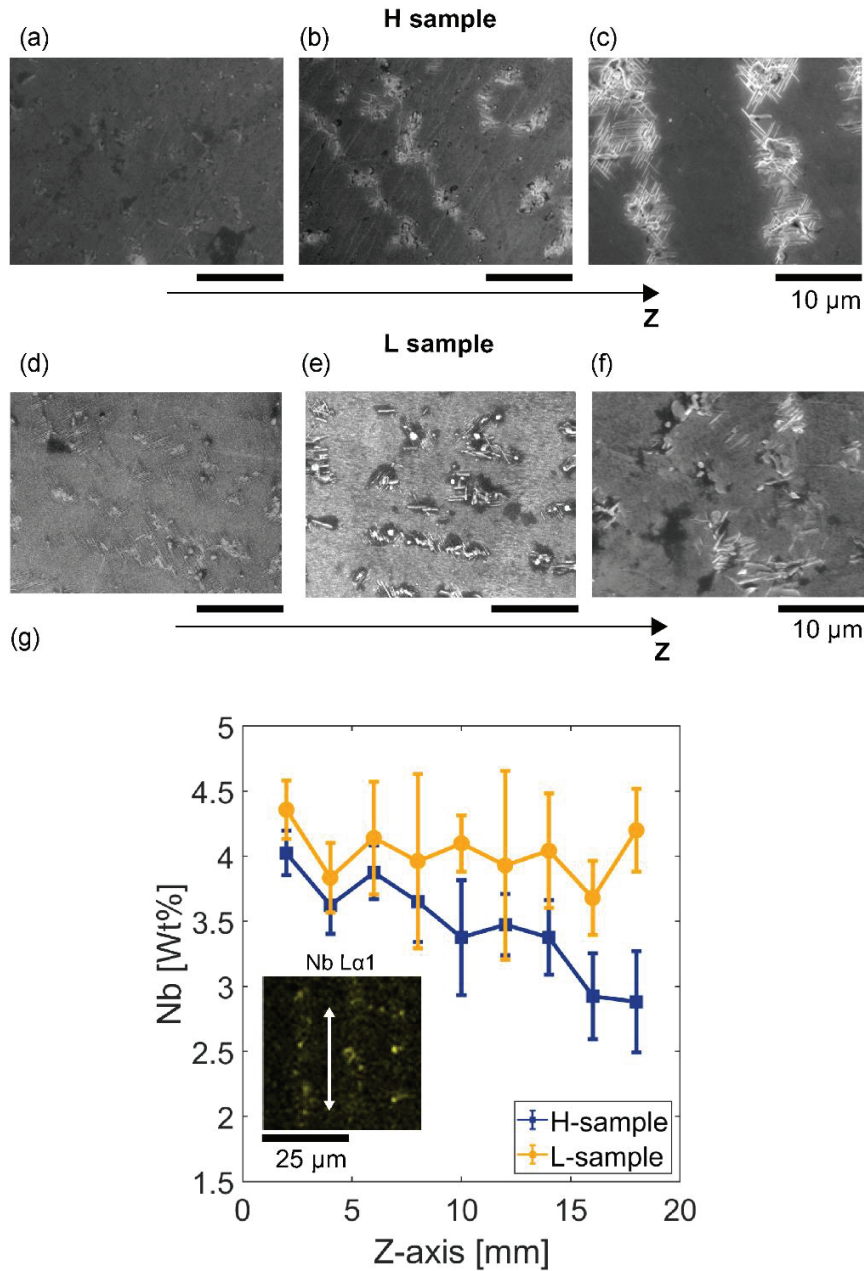 H sample
(a) (b) (c)
10 μm
Z
L sample
(d) (e) (f)
10 μm
Z
(g)
5
4.5
4
3.5
3
2.5
2
1.5
Nb [Wt%]
Nb Lα1
25 μm
H-sample
L-sample
0 5 10 15 20
Z-axis [mm]